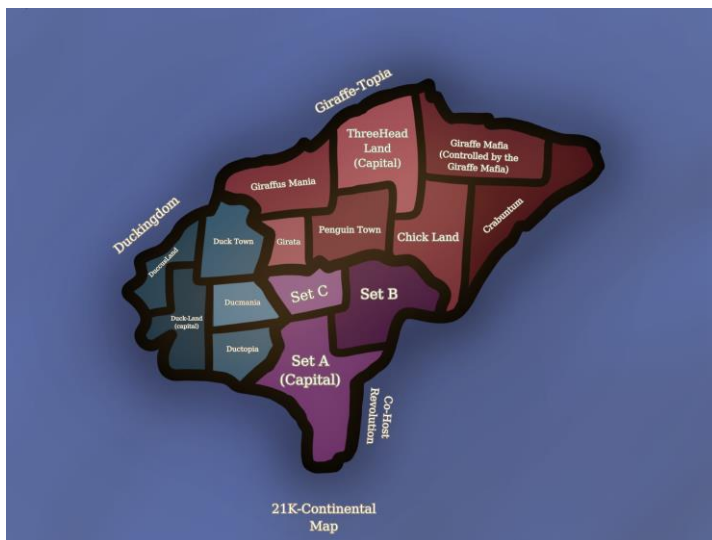 Giraffe-Topia
ThreeHead
Land
(Capital)
Giraffe Mafia
(Controlled by the
Giraffe Mafia)
Giraffus Mania
Crabuntum
Duckingdom
Duck Town
Girata
Penguin Town
Chick Land
DuconsLand
Duck-Land
(capital)
Ducmania
Set C
Set B
Ductopia
Set A
(Capital)
Co-Host
Revolution
21K-Continental
Map